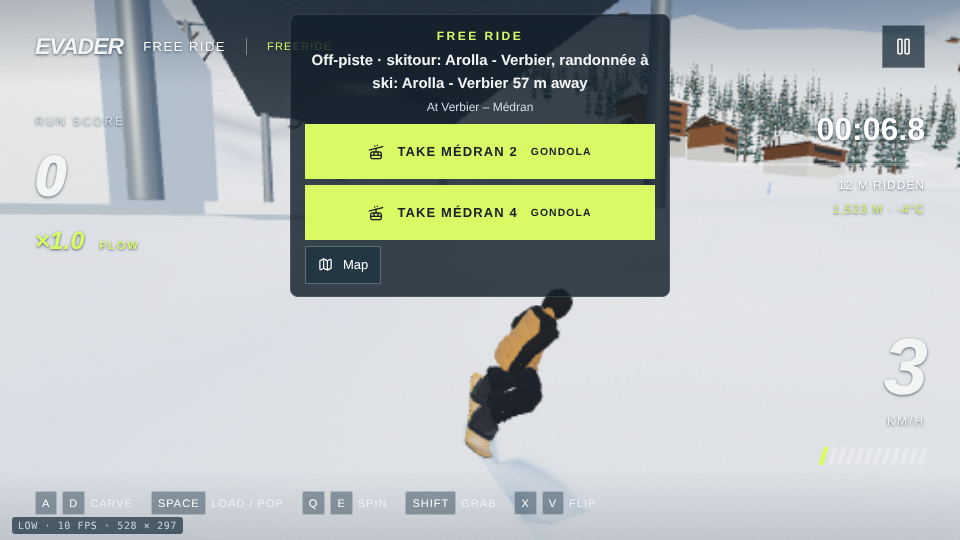 EVADER
FREE RIDE
FREERIDE
FREE RIDE
Off-piste · skitour: Arolla - Verbier, randonnée à
ski: Arolla - Verbier 57 m away
At Verbier – Médran
TAKE MÉDRAN 2 GONDOLA
TAKE MÉDRAN 4 GONDOLA
Map
RUN SCORE
0
×1.0 FLOW
00:06.8
12 M RIDDEN
1,523 M · -4°C
3
KM/H
A D CARVE SPACE LOAD / POP Q E SPIN SHIFT GRAB X V FLIP
LOW · 10 FPS · 528 × 297